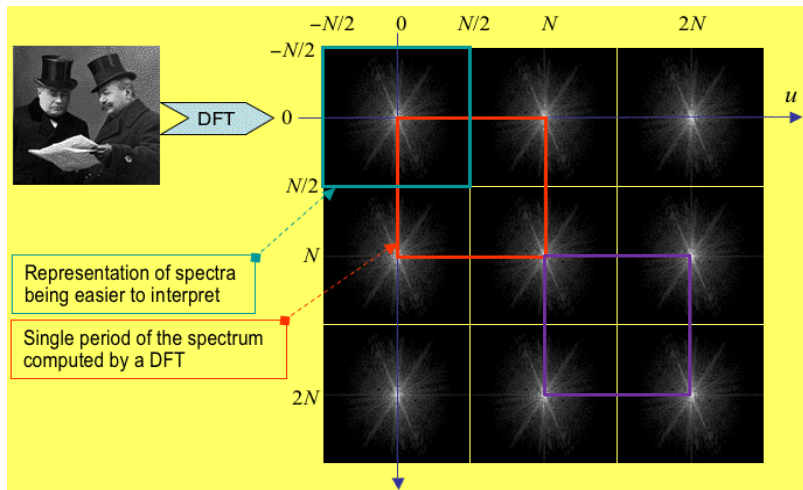 −N/2 0 N/2 N 2N
−N/2
DFT
0
u
N/2
N
Representation of spectra
being easier to interpret
Single period of the spectrum
computed by a DFT
2N